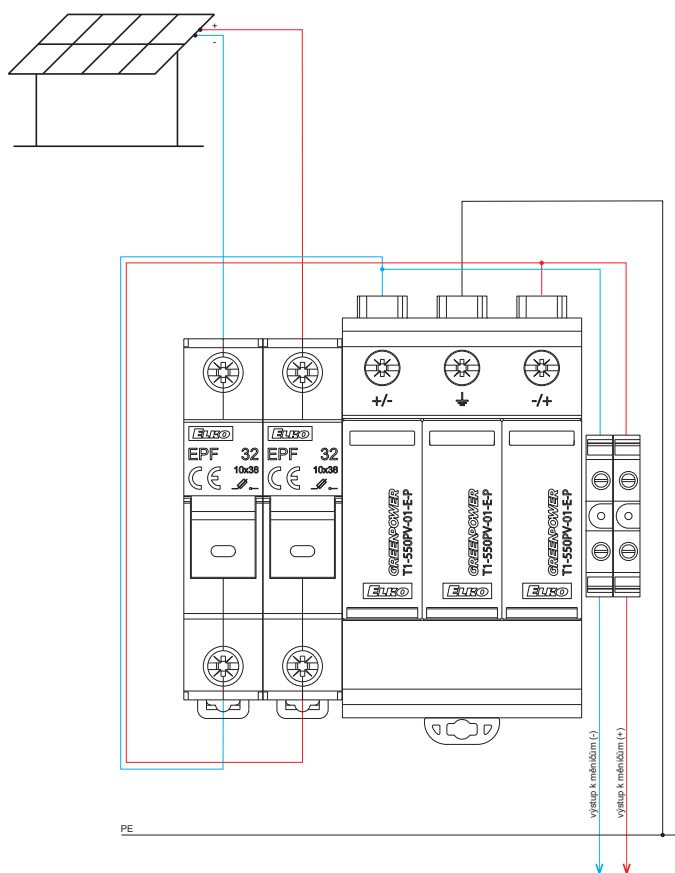 +
-
+/-
-/+
ELKO
ELKO
EPF 32
EPF 32
10x38
10x38
CE
CE
GREENPOWER
T1-550PV-01-E-P
GREENPOWER
T1-550PV-01-E-P
GREENPOWER
T1-550PV-01-E-P
ELKO
ELKO
ELKO
výstup k měničům (-)
výstup k měničům (+)
PE